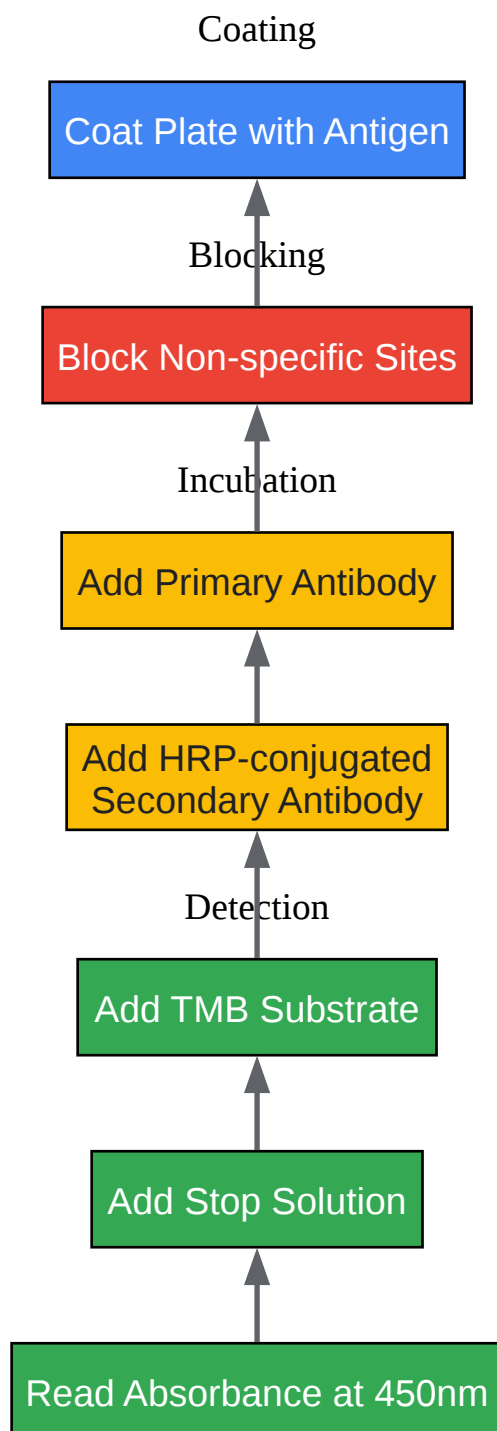 Coating
Coat Plate with Antigen
Blocking
Block Non-specific Sites
Incubation
Add Primary Antibody
Add HRP-conjugated
Secondary Antibody
Detection
Add TMB Substrate
Add Stop Solution
Read Absorbance at 450nm